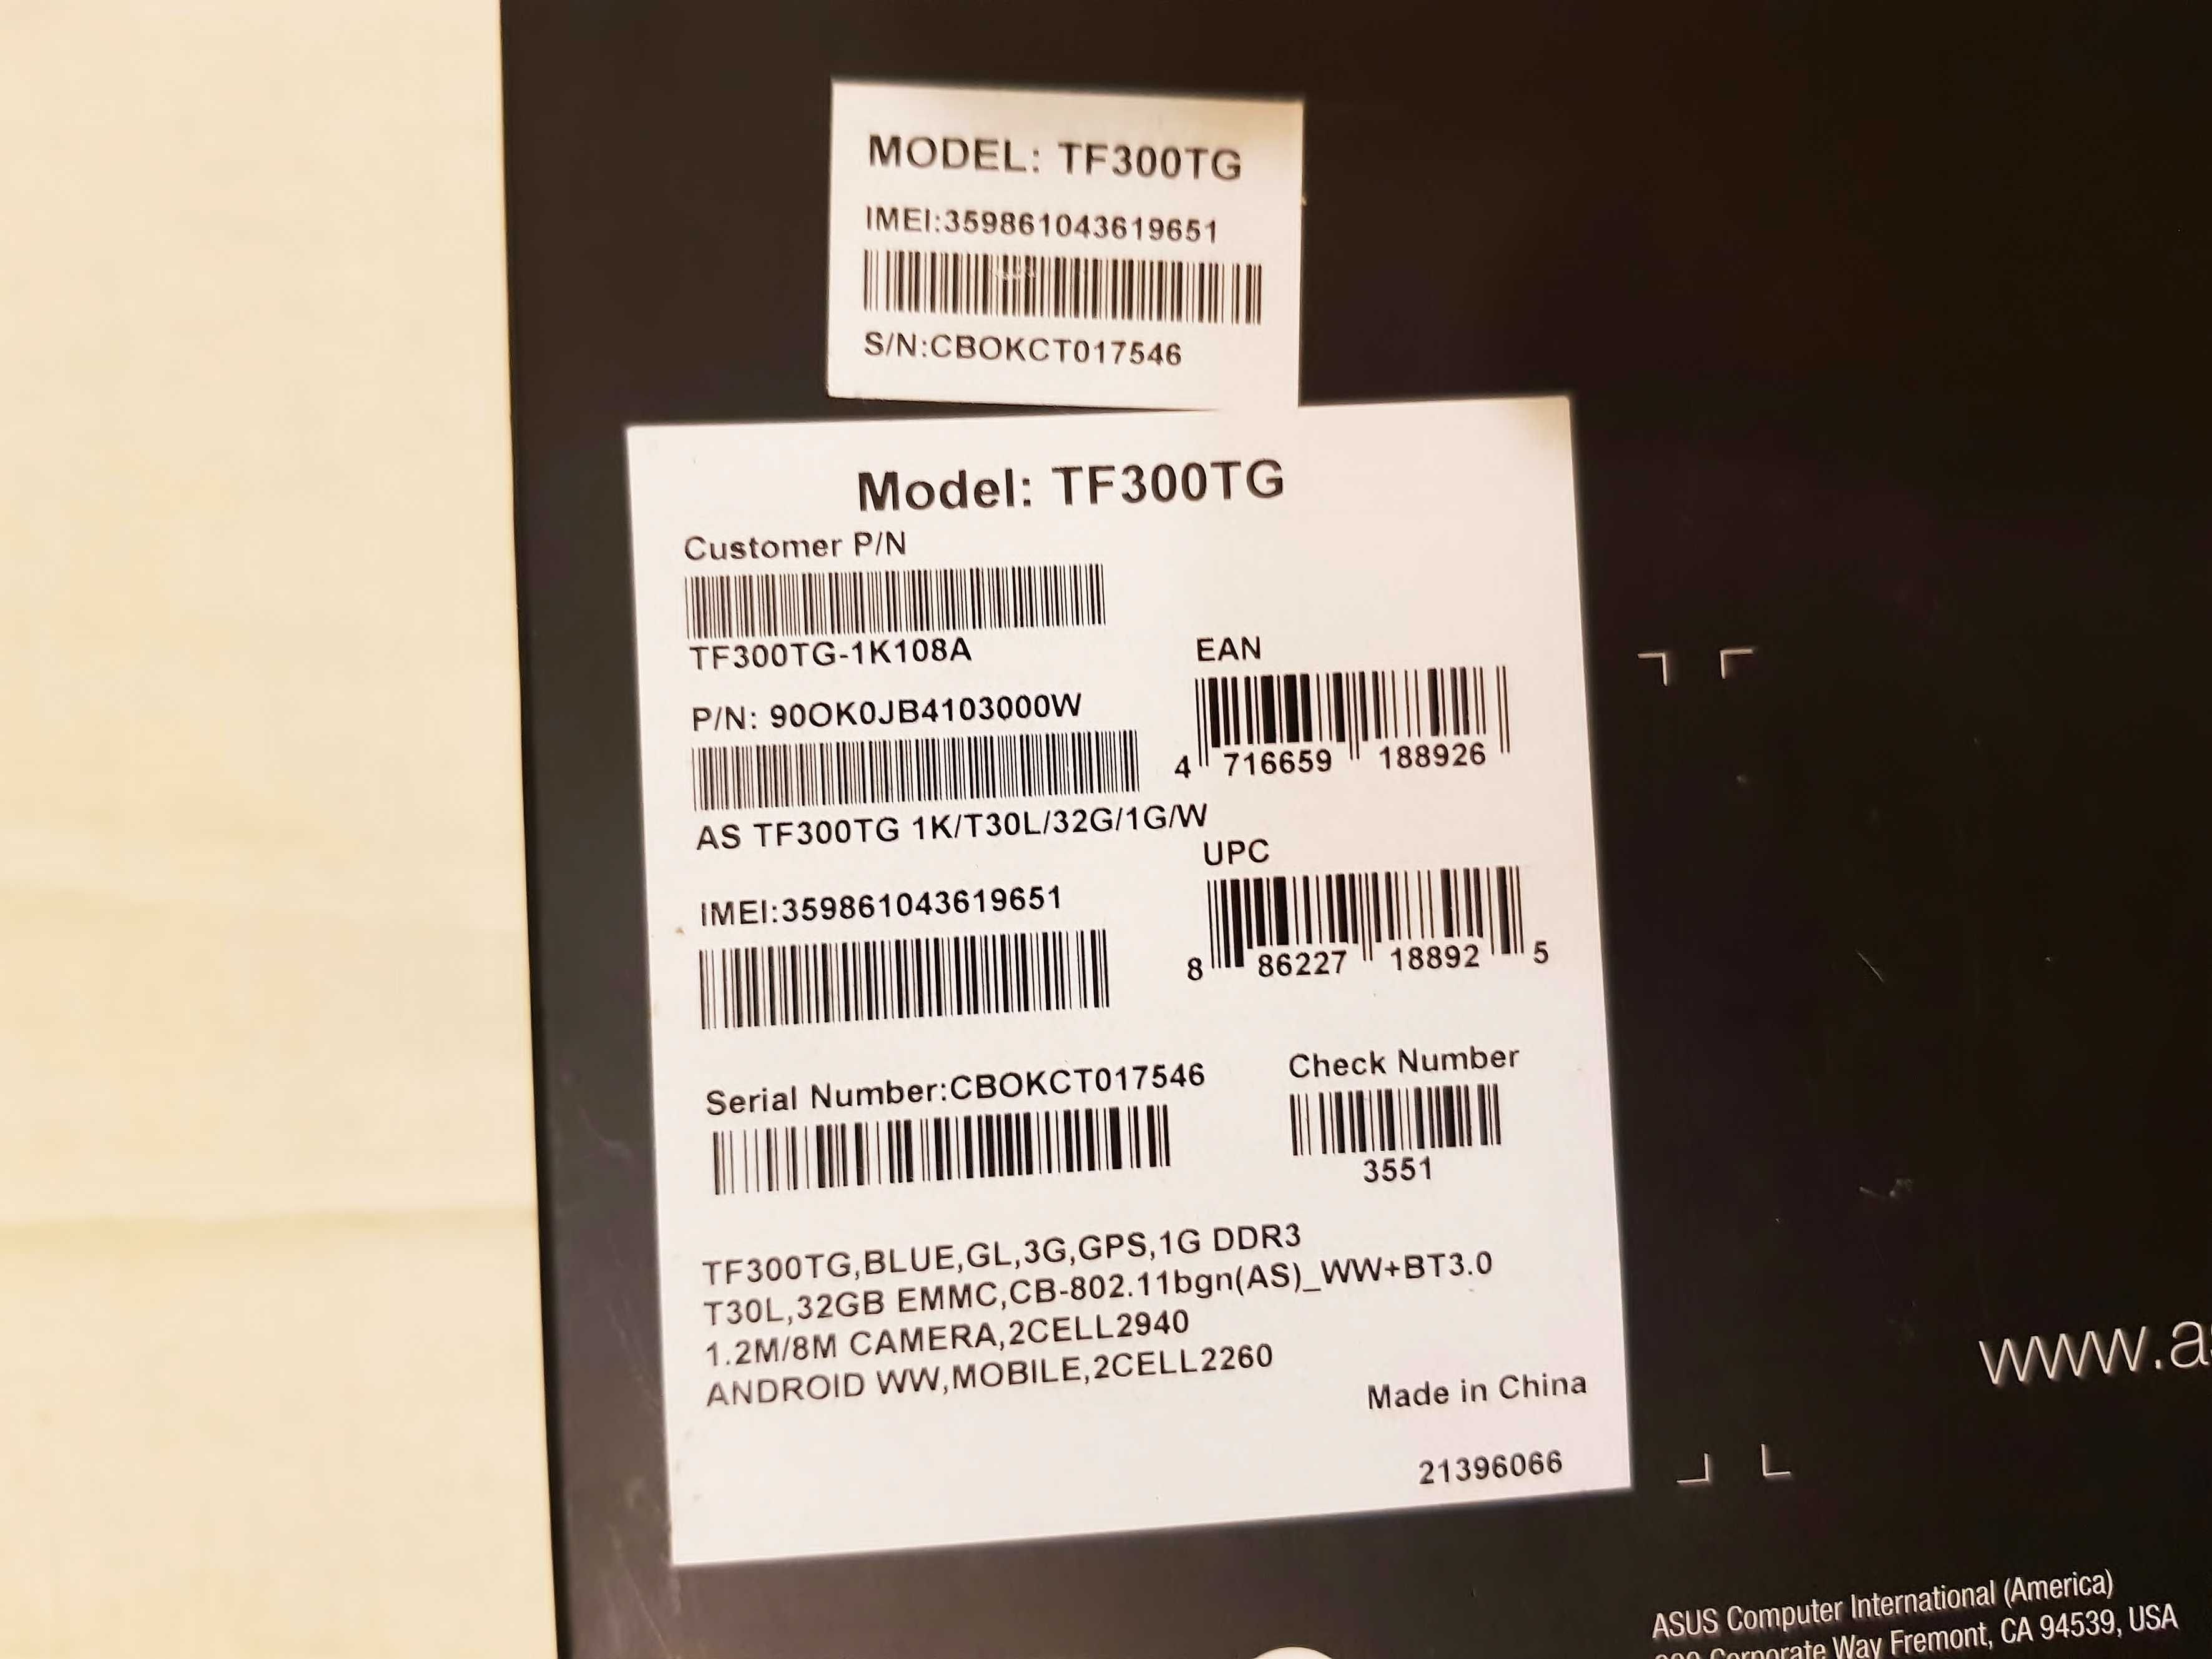 MODEL: TF300TG
IMEI:359861043619651
S/N:CBOKCT017546
Model: TF300TG
Customer P/N
TF300TG-1K108A
P/N: 90OK0JB4103000W
AS TF300TG 1K/T30L/32G/1G/W
EAN
4 716659 188926
UPC
8 86227 18892 5
IMEI:359861043619651
Serial Number:CBOKCT017546
Check Number
3551
TF300TG,BLUE,GL,3G,GPS,1G DDR3
T30L,32GB EMMC,CB-802.11bgn(AS)_WW+BT3.0
1.2M/8M CAMERA,2CELL2940
ANDROID WW,MOBILE,2CELL2260
Made in China
21396066
www.a
ASUS Computer International (America)
Corporate Way Fremont, CA 94539, USA